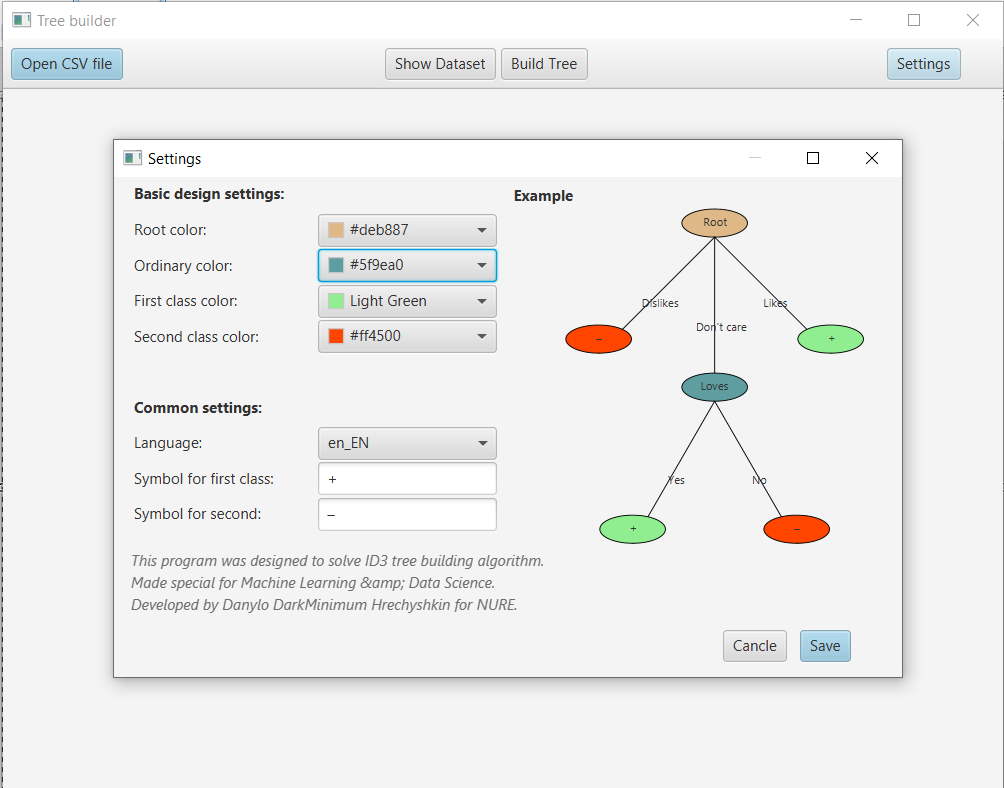 Tree builder
Open CSV file
Show Dataset
Build Tree
Settings
Settings
Basic design settings:
Example
Root color:
#deb887
Ordinary color:
#5f9ea0
First class color:
Light Green
Second class color:
#ff4500
Root
Dislikes
Likes
Don't care
–
+
Loves
Yes
No
+
–
Common settings:
Language:
en_EN
Symbol for first class:
+
Symbol for second:
–
This program was designed to solve ID3 tree building algorithm.
Made special for Machine Learning &amp; Data Science.
Developed by Danylo DarkMinimum Hrechyshkin for NURE.
Cancle
Save